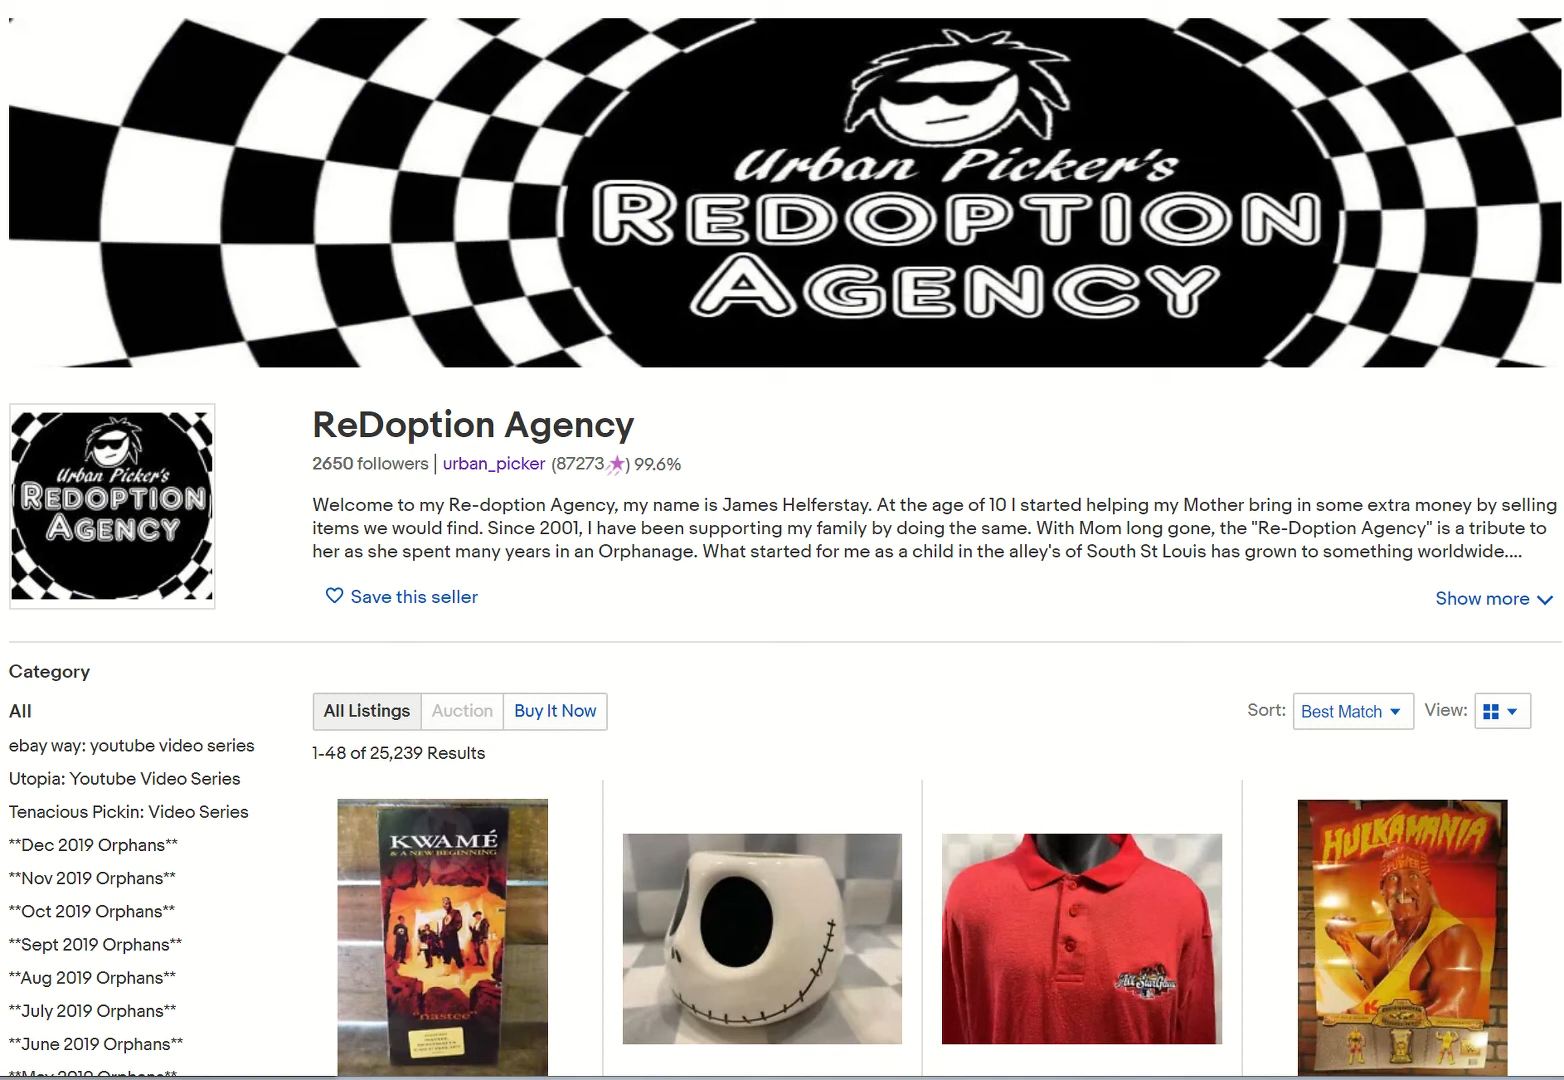 Urban Picker's
REDOPTION
AGENCY
Urban Picker's
REDOPTION
AGENCY
ReDoption Agency
2650 followers | urban_picker (87273) 99.6%
Welcome to my Re-doption Agency, my name is James Helferstay. At the age of 10 I started helping my Mother bring in some extra money by selling
items we would find. Since 2001, I have been supporting my family by doing the same. With Mom long gone, the "Re-Doption Agency" is a tribute to
her as she spent many years in an Orphanage. What started for me as a child in the alley's of South St Louis has grown to something worldwide....
Save this seller
Show more
Category
All
ebay way: youtube video series
Utopia: Youtube Video Series
Tenacious Pickin: Video Series
**Dec 2019 Orphans**
**Nov 2019 Orphans**
**Oct 2019 Orphans**
**Sept 2019 Orphans**
**Aug 2019 Orphans**
**July 2019 Orphans**
**June 2019 Orphans**
All Listings Auction Buy It Now
Sort: Best Match View:
1-48 of 25,239 Results
KWAMÉ
& A NEW BEGINNING
"nastee"
All Star Game
HULKAMANIA